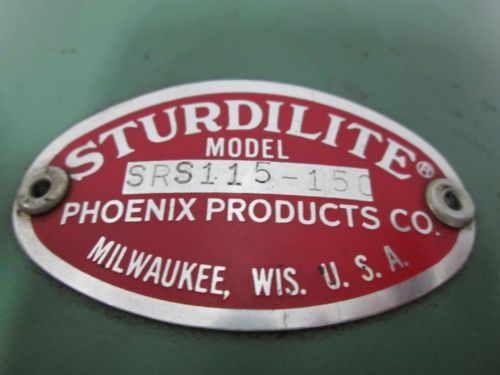 STURDILITE®
MODEL
SRS115-150
PHOENIX PRODUCTS CO.
MILWAUKEE, WIS. U.S.A.